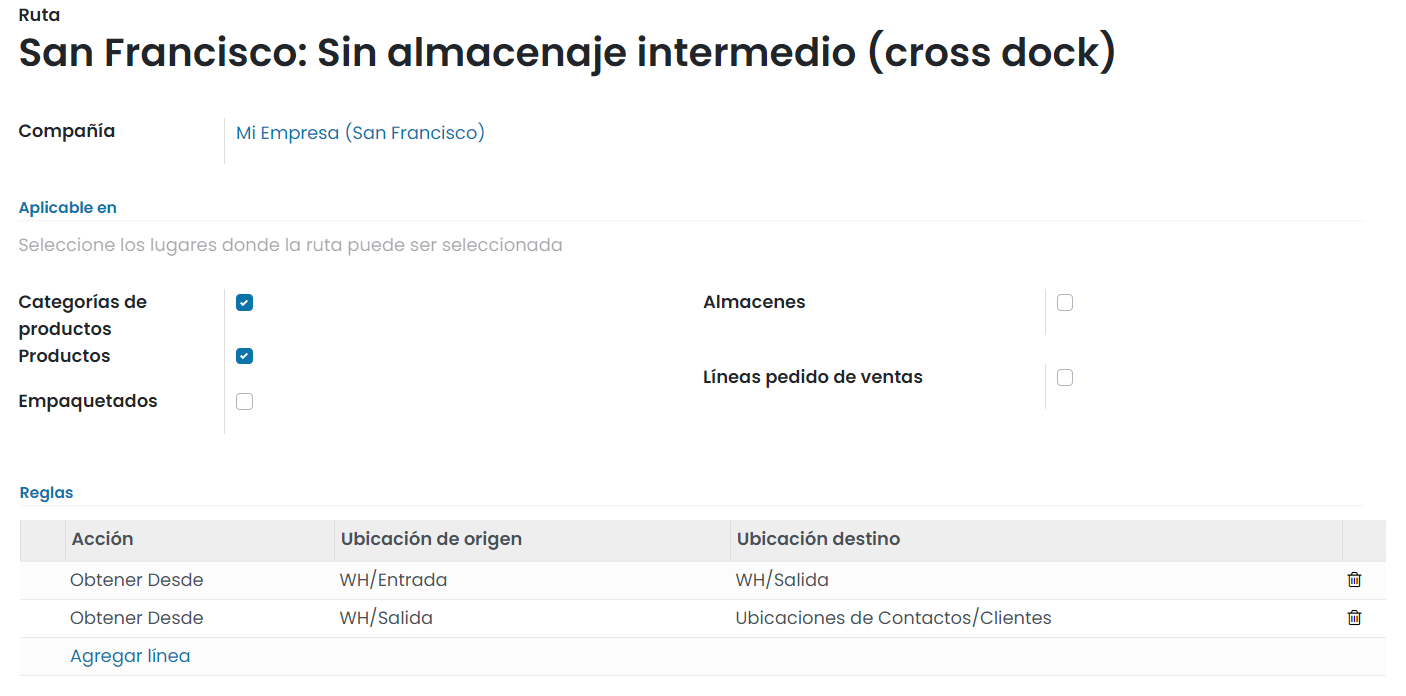 Ruta
San Francisco: Sin almacenaje intermedio (cross dock)
Compañía
Mi Empresa (San Francisco)
Aplicable en
Seleccione los lugares donde la ruta puede ser seleccionada
Categorías de
productos
Productos
Empaquetados
Almacenes
Líneas pedido de ventas
Reglas
Acción Ubicación de origen Ubicación destino
Obtener Desde WH/Entrada WH/Salida
Obtener Desde WH/Salida Ubicaciones de Contactos/Clientes
Agregar línea